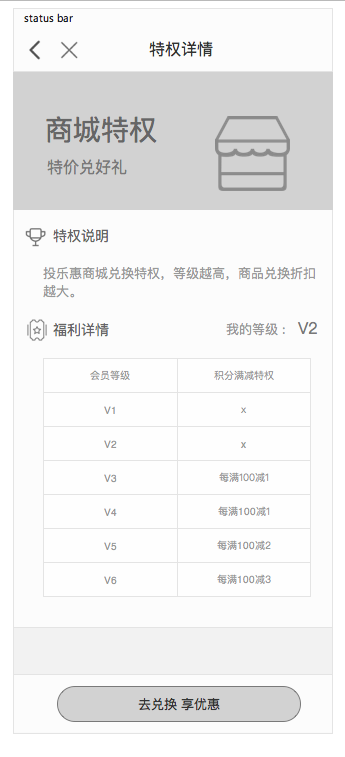 status bar
特权详情
商城特权
特价兑好礼
特权说明
投乐惠商城兑换特权，等级越高，商品兑换折扣
越大。
福利详情 我的等级： V2
会员等级 积分满减特权
V1 x
V2 x
V3 每满100减1
V4 每满100减1
V5 每满100减2
V6 每满100减3
去兑换 享优惠